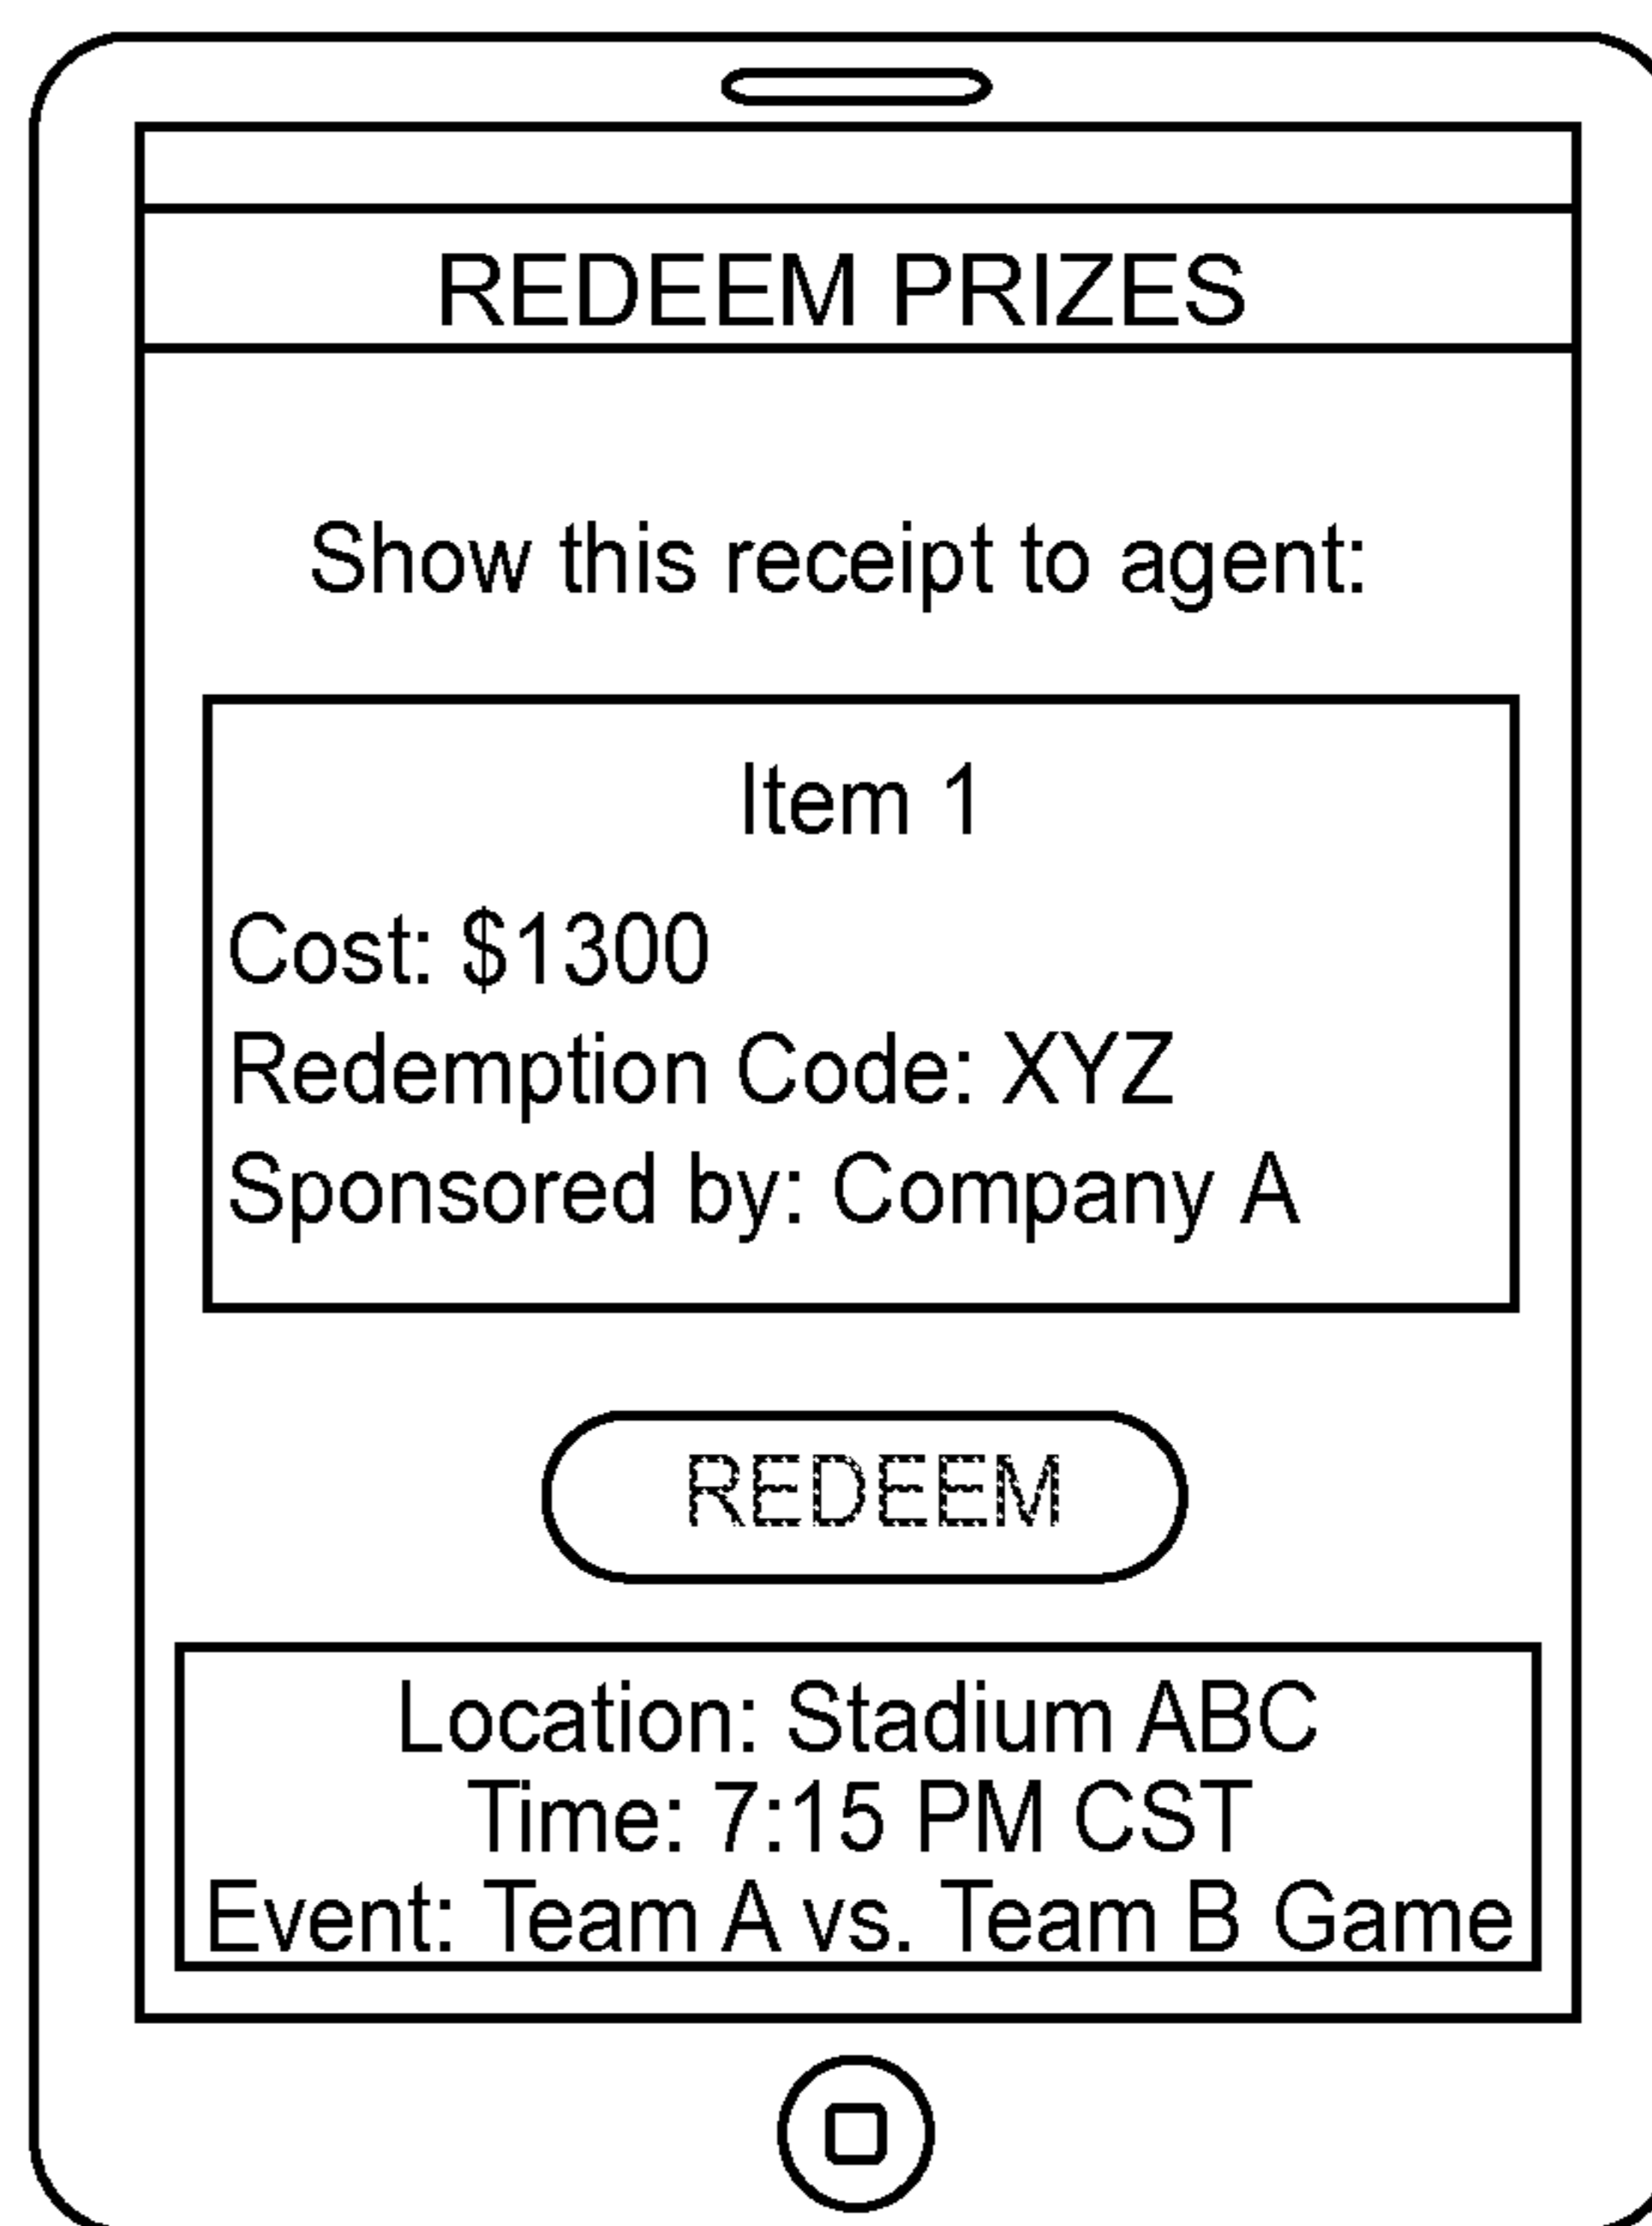 REDEEM PRIZES
Show this receipt to agent:
Item 1
Cost: $1300
Redemption Code: XYZ
Sponsored by: Company A
REDEEM
Location: Stadium ABC
Time: 7:15 PM CST
Event: Team A vs. Team B Game